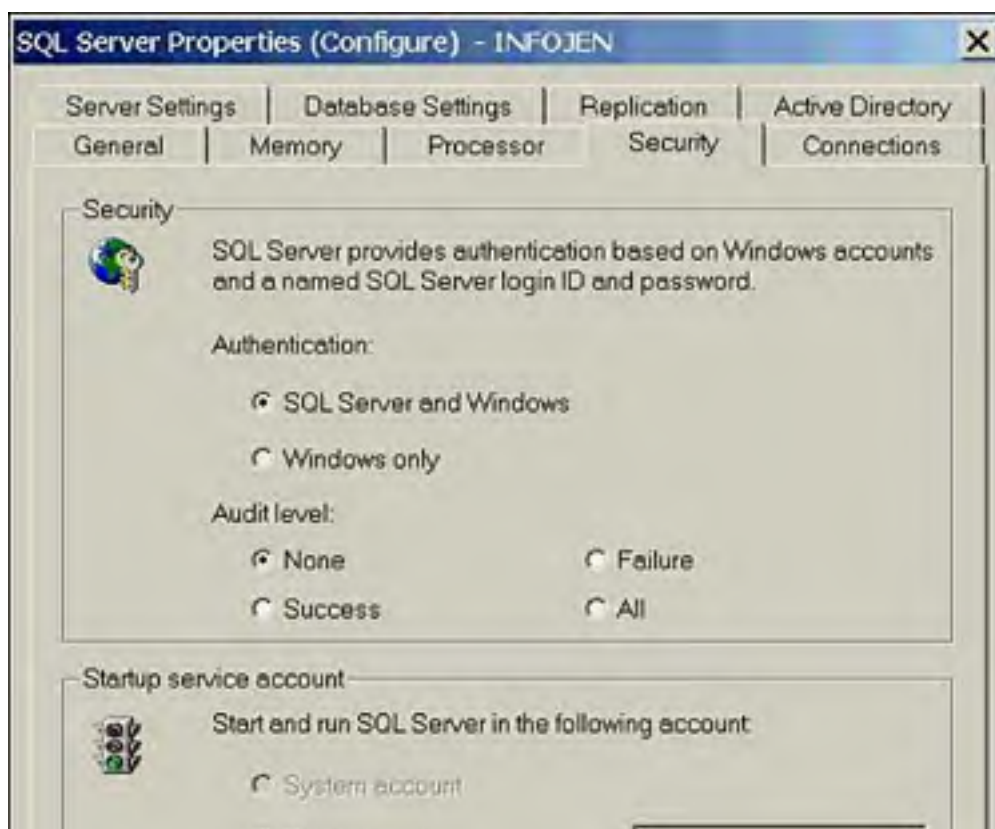 SQL Server Properties (Configure) - INFOJEN
Server Settings
Database Settings
Replication
Active Directory
General
Memory
Processor
Security
Connections
Security
SQL Server provides authentication based on Windows accounts
and a named SQL Server login ID and password.
Authentication:
SQL Server and Windows
Windows only
Audit level:
None
Failure
Success
All
Startup service account
Start and run SQL Server in the following account
System account